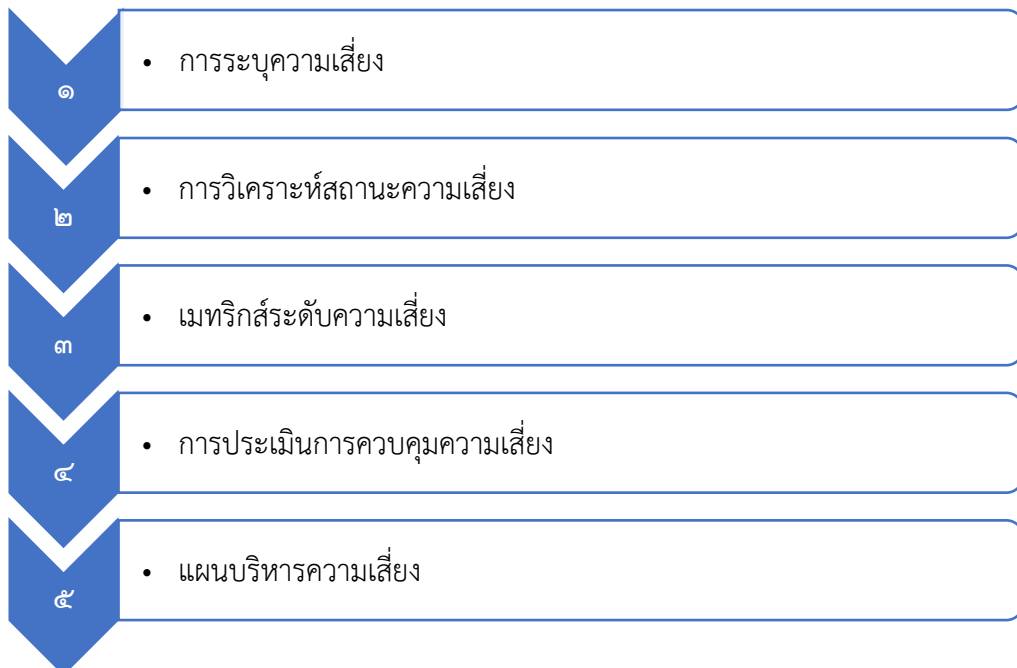 ๑
• การระบุความเสี่ยง
๒
• การวิเคราะห์สถานะความเสี่ยง
๓
• เมทริกส์ระดับความเสี่ยง
๔
• การประเมินการควบคุมความเสี่ยง
๕
• แผนบริหารความเสี่ยง